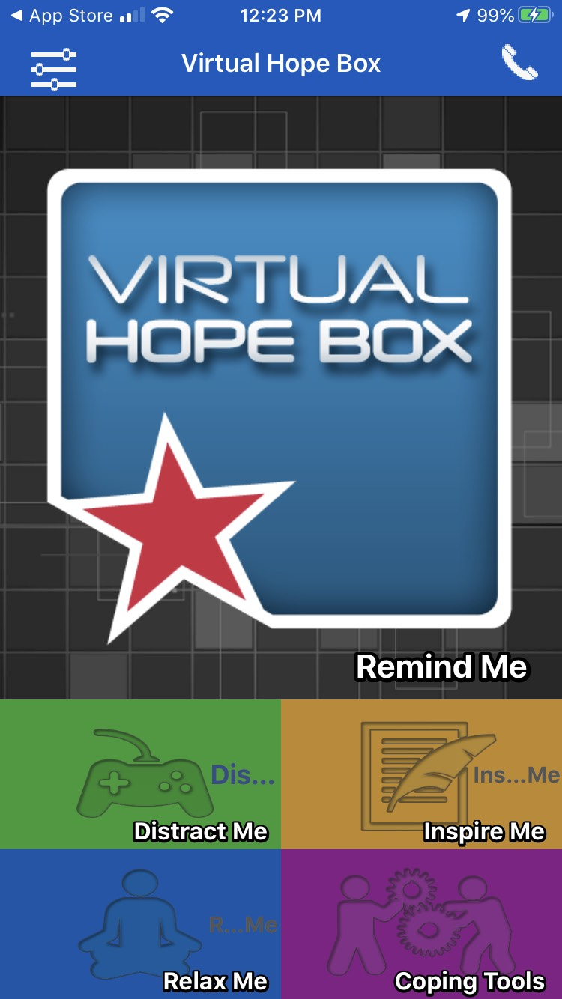 App Store 12:23 PM 99%
Virtual Hope Box
VIRTUAL
HOPE BOX
Remind Me
Dis...
Distract Me
Ins...Me
Inspire Me
R...Me
Relax Me
Coping Tools